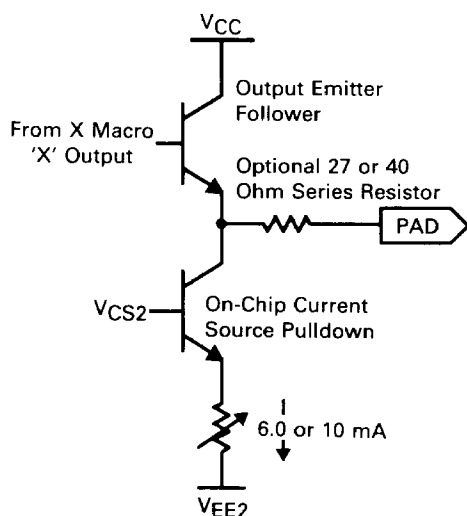 VCC
Output Emitter
Follower
From X Macro
'X' Output
Optional 27 or 40
Ohm Series Resistor
PAD
VCS2
On-Chip Current
Source Pulldown
6.0 or 10 mA
VEE2